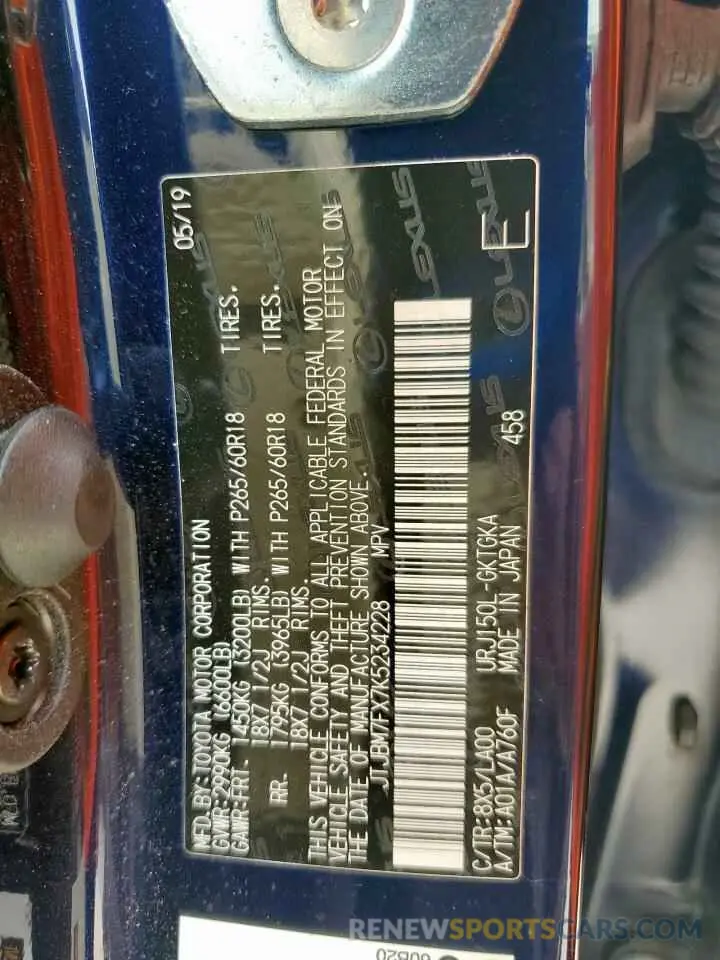 MFD.BY:TOYOTA MOTOR CORPORATION 05/19
GVWR:2990KG (6600LB)
GAWR:FRT. 1450KG (3200LB) WITH P265/60R18 TIRES.
18X7 1/2J RIMS.
RR. 1795KG (3965LB) WITH P265/60R18 TIRES.
18X7 1/2J RIMS.
THIS VEHICLE CONFORMS TO ALL APPLICABLE FEDERAL MOTOR
VEHICLE SAFETY AND THEFT PREVENTION STANDARDS IN EFFECT ON
THE DATE OF MANUFACTURE SHOWN ABOVE.
JTJBM7FX7K5234228 MPV
C/TR:8X5/LA00 URJ150L-GKTGKA
A/TM:A01A/A760F MADE IN JAPAN 458
E
LEXUS
LEXUS
60B20
RENEWSPORTSCARS.COM